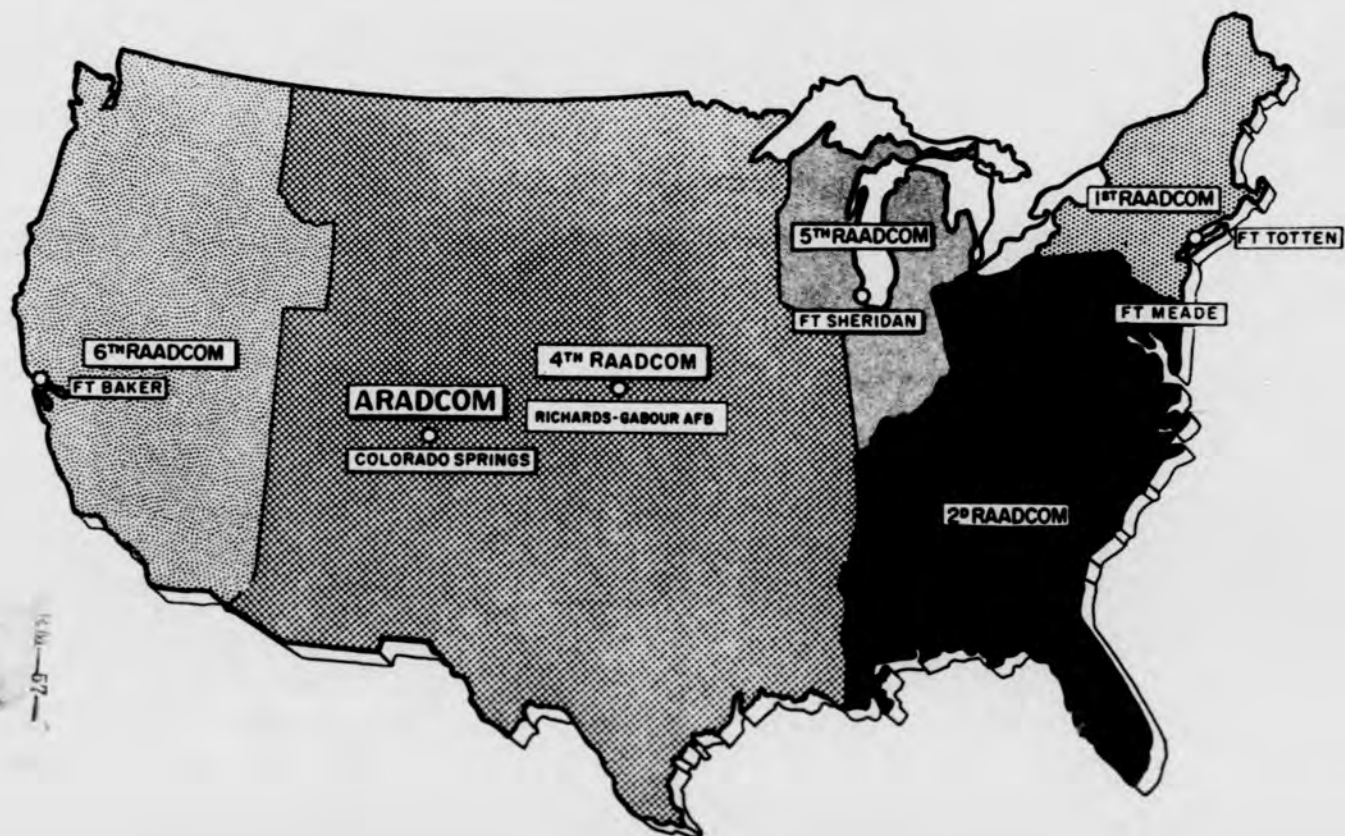 1ST RAADCOM
5TH RAADCOM
FT TOTTEN
FT SHERIDAN
FT MEADE
6TH RAADCOM
FT BAKER
4TH RAADCOM
ARADCOM
RICHARDS-GABOUR AFB
COLORADO SPRINGS
2D RAADCOM